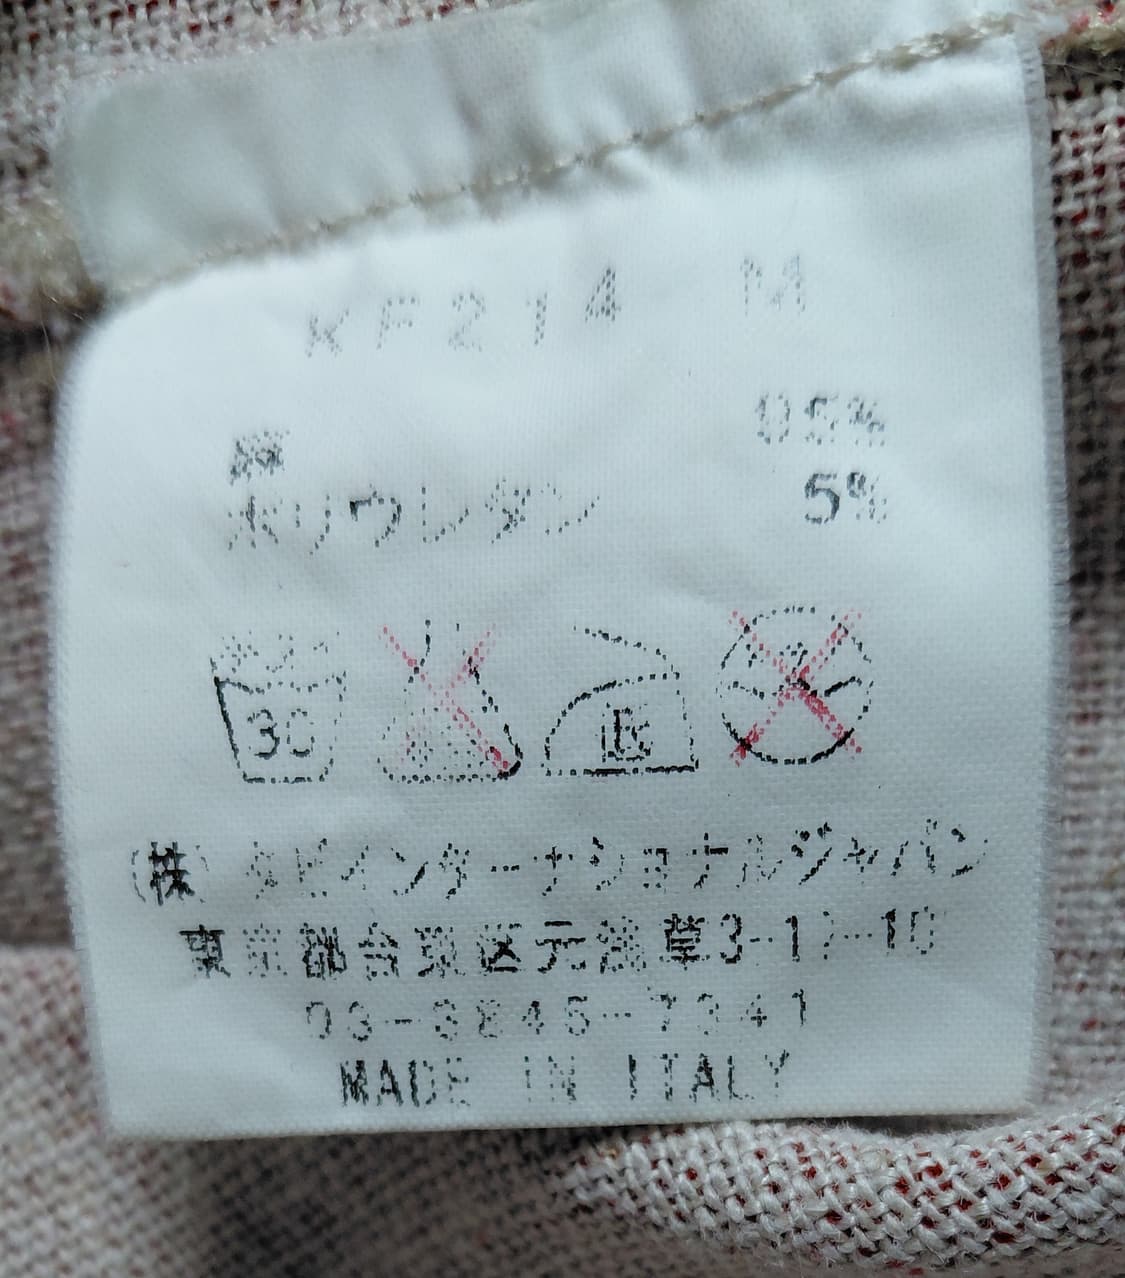 KF214 M
麻 95%
ポリウレタン 5%
30 低
(株) タビインターナショナルジャパン
東京都台東区元浅草3-17-10
03-3845-7341
MADE IN ITALY